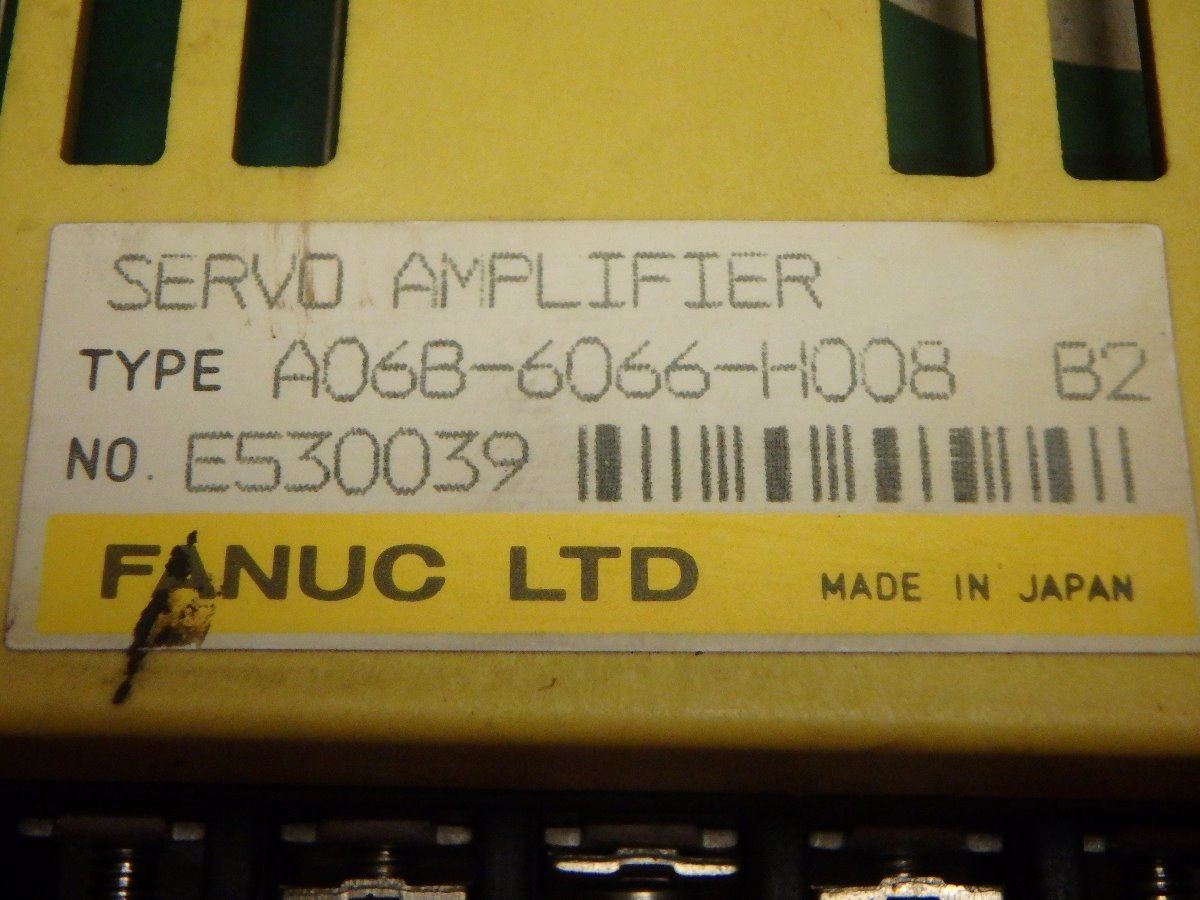 SERVO AMPLIFIER
TYPE A06B-6066-H008 B2
NO. E530039
FANUC LTD MADE IN JAPAN